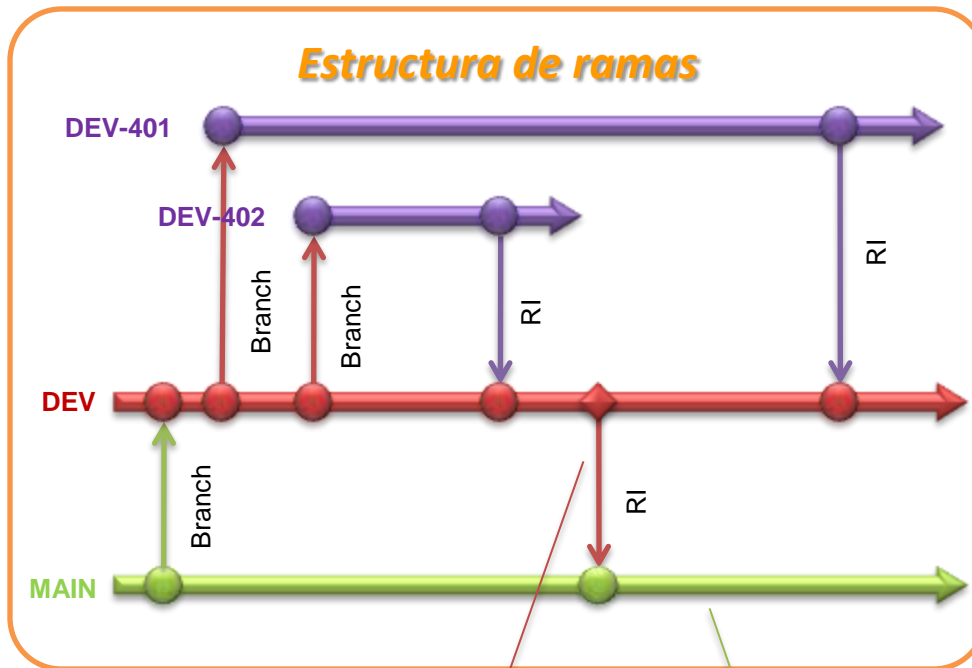 Estructura de ramas
DEV-401
DEV-402
Branch
Branch
RI
RI
DEV
Branch
RI
MAIN